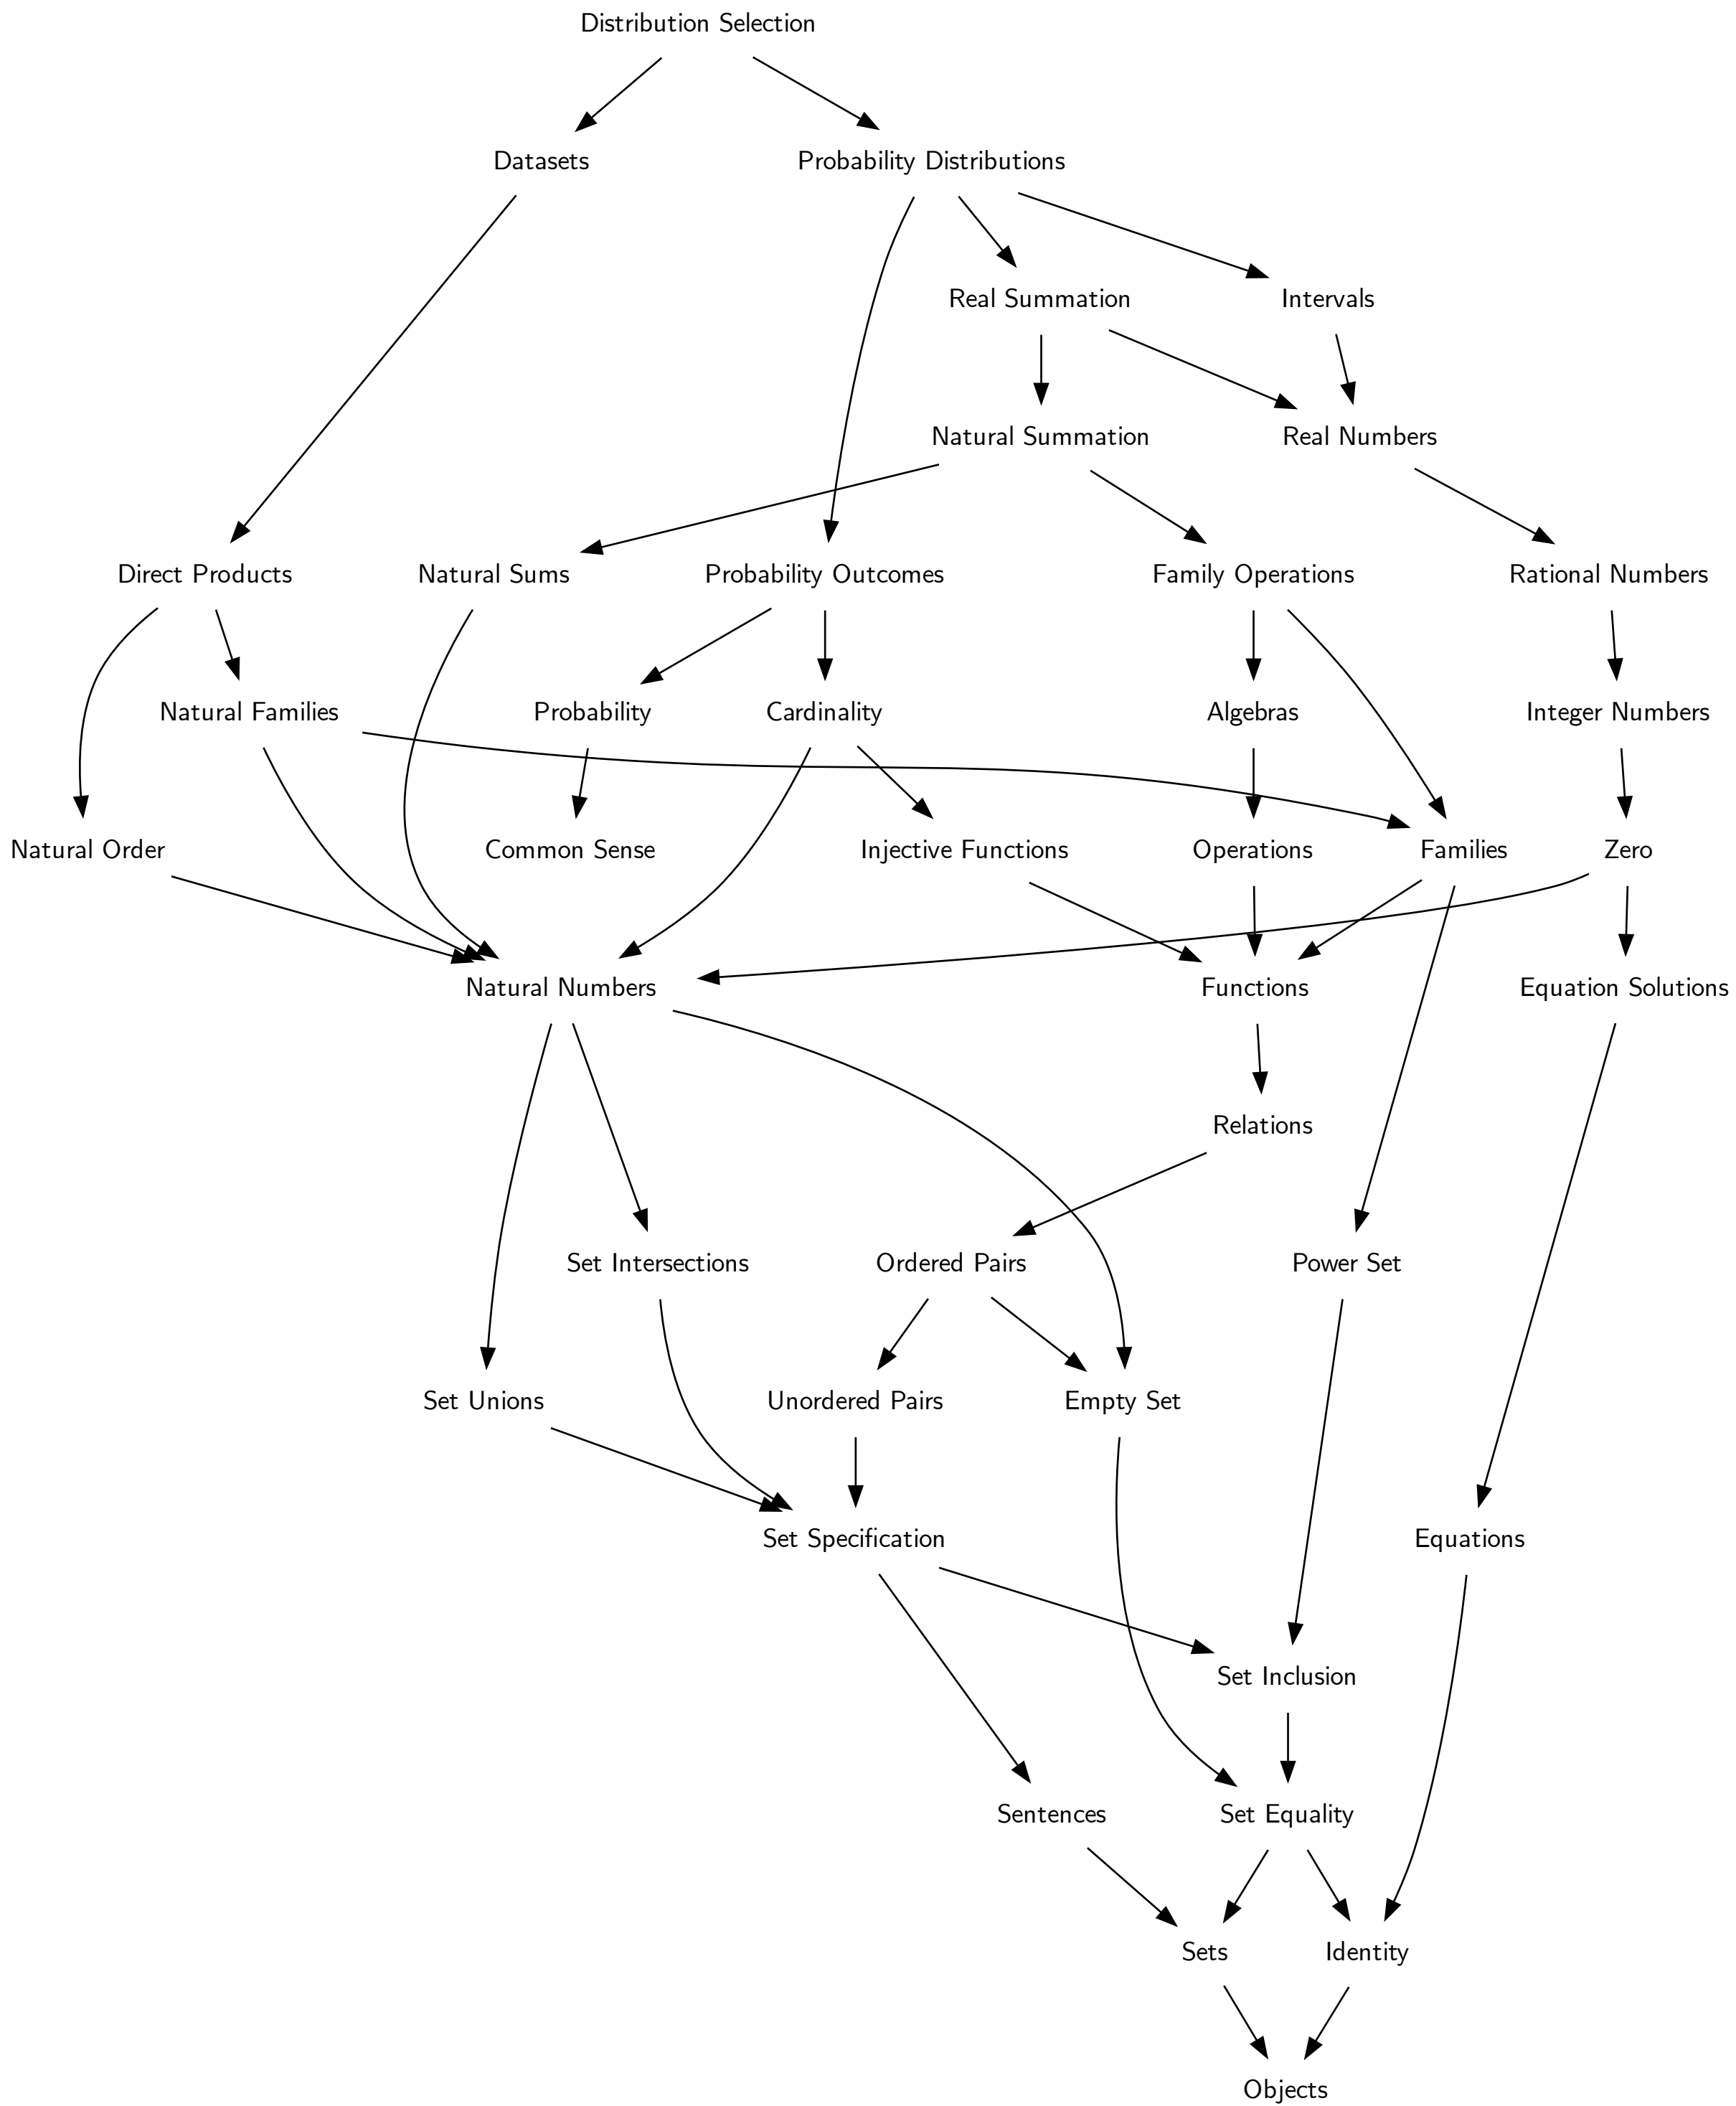 Distribution Selection
Datasets
Probability Distributions
Real Summation
Intervals
Natural Summation
Real Numbers
Direct Products
Natural Sums
Probability Outcomes
Family Operations
Rational Numbers
Natural Families
Probability
Cardinality
Algebras
Integer Numbers
Natural Order
Common Sense
Injective Functions
Operations
Families
Zero
Natural Numbers
Functions
Equation Solutions
Relations
Set Intersections
Ordered Pairs
Power Set
Set Unions
Unordered Pairs
Empty Set
Set Specification
Equations
Set Inclusion
Sentences
Set Equality
Sets
Identity
Objects